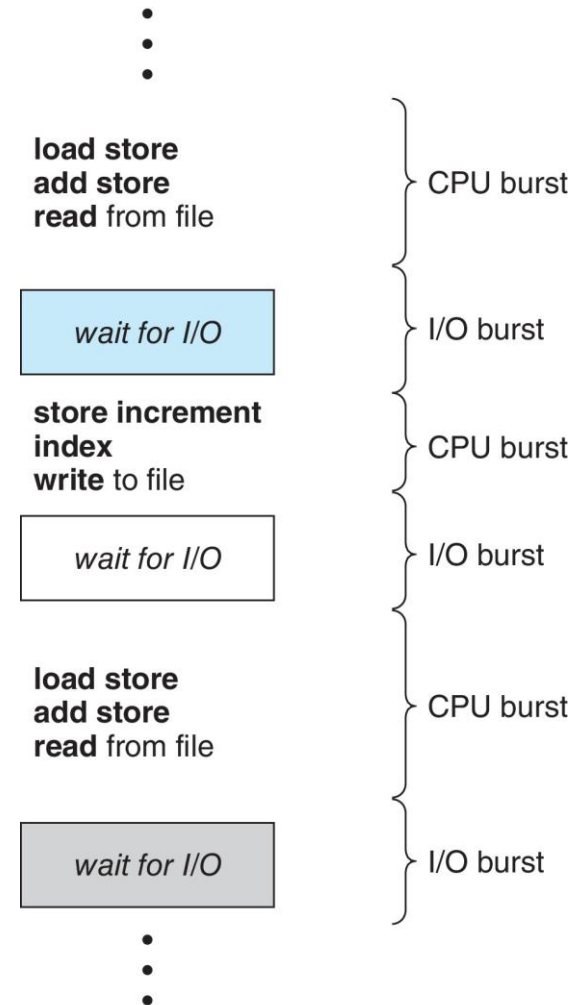 load store
add store
read from file
CPU burst
wait for I/O
I/O burst
store increment
index
write to file
CPU burst
wait for I/O
I/O burst
load store
add store
read from file
CPU burst
wait for I/O
I/O burst